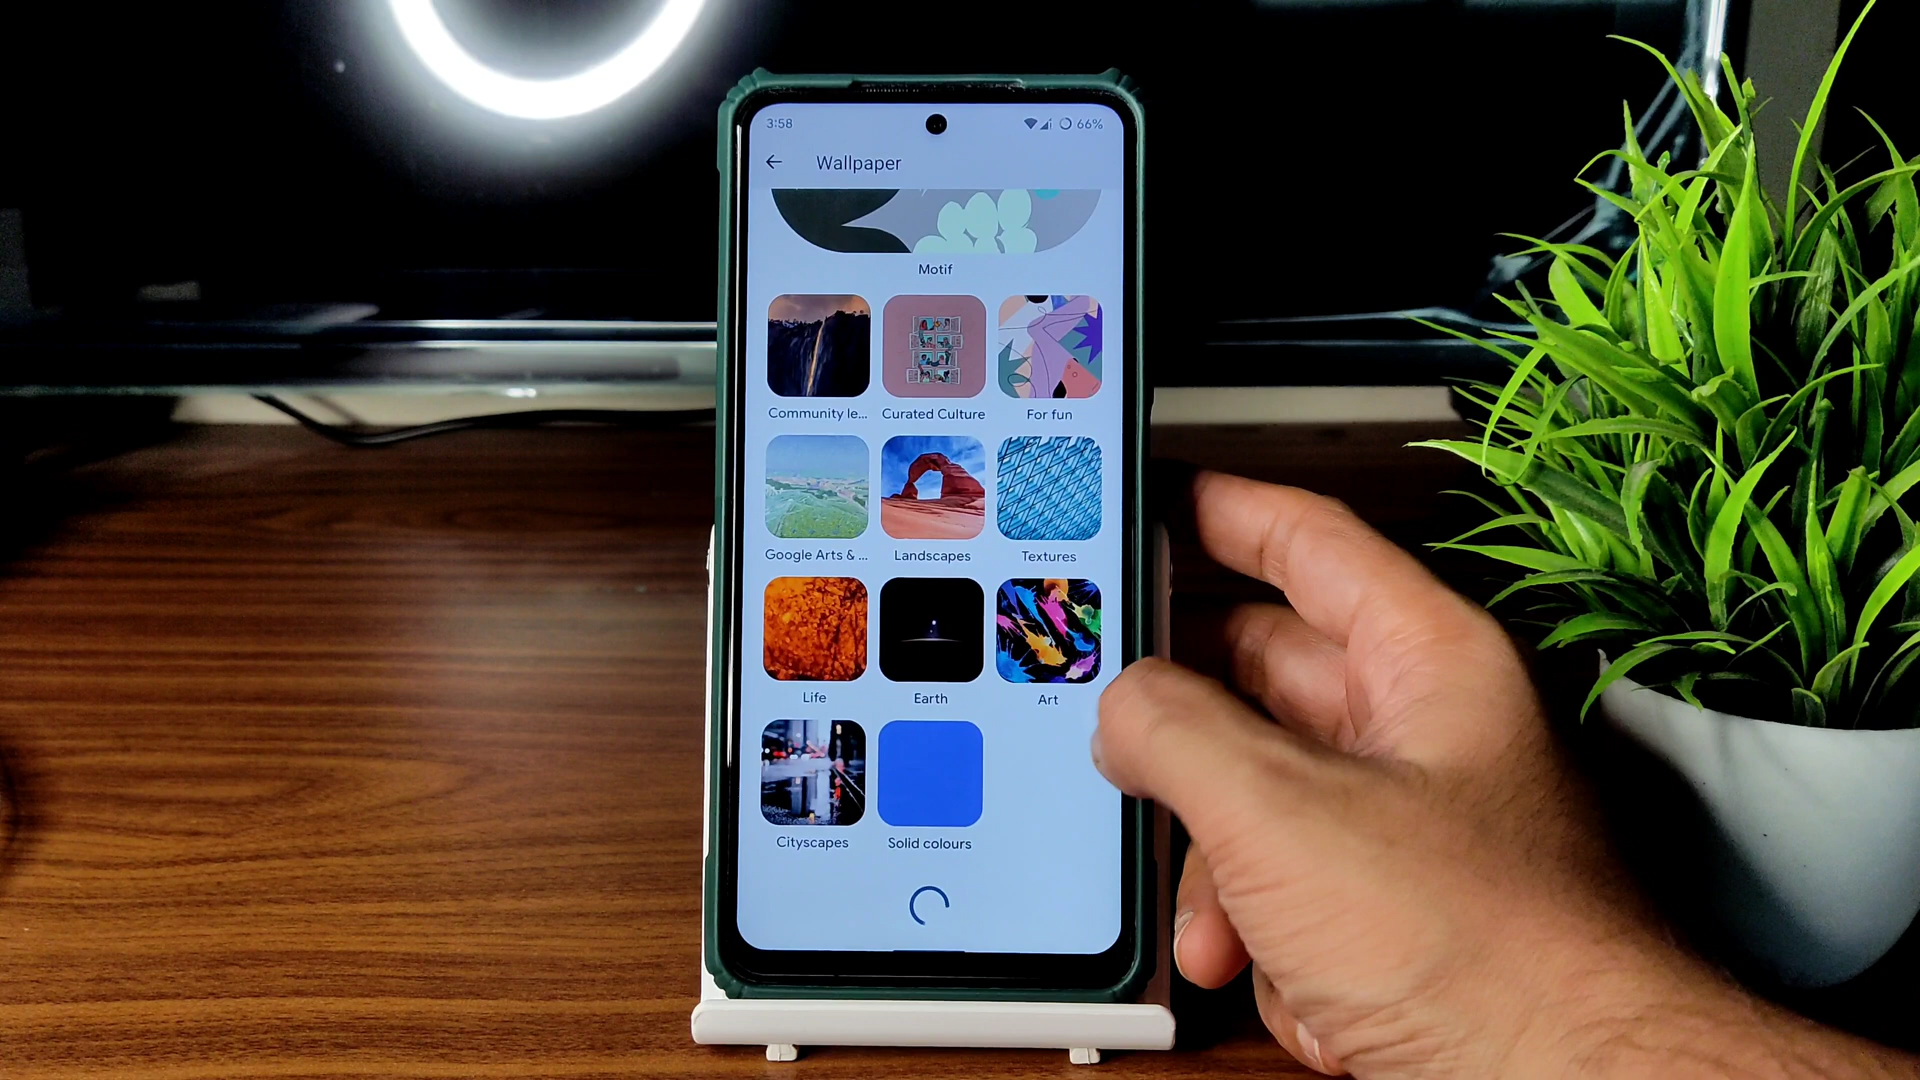 3:58
66%
Wallpaper
Motif
Community le...
Curated Culture
For fun
Google Arts & ...
Landscapes
Textures
Life
Earth
Art
Cityscapes
Solid colours